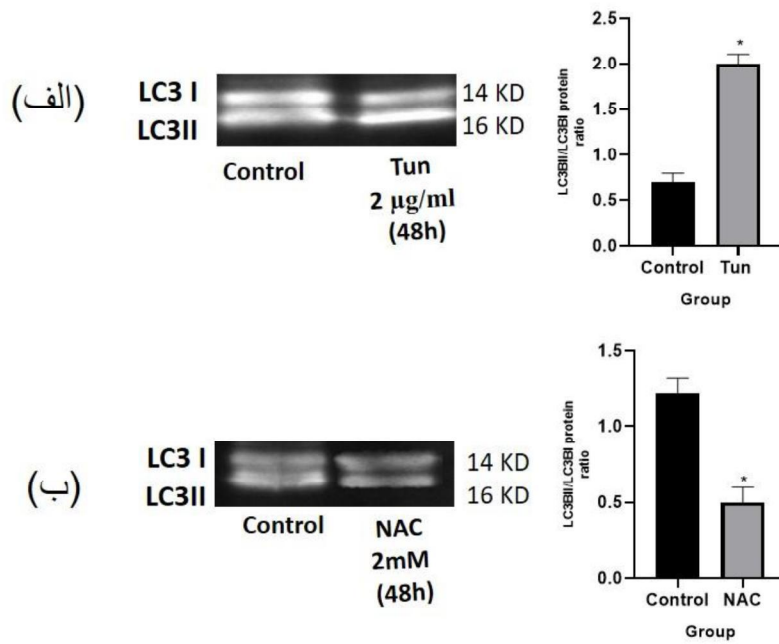 (الف)
LC3 I
LC3II
14 KD
16 KD
Control
Tun
2 µg/ml
(48h)
LC3BII/LC3BI protein
ratio
2.5
2.0
1.5
1.0
0.5
0.0
*
Control
Tun
Group
(ب)
LC3 I
LC3II
14 KD
16 KD
Control
NAC
2mM
(48h)
LC3BII/LC3BI protein
ratio
1.5
1.0
0.5
0.0
*
Control
NAC
Group